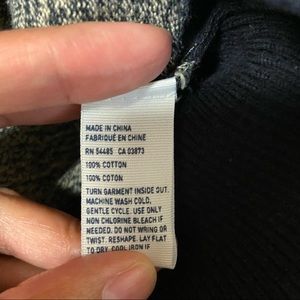 MADE IN CHINA
FABRIQUÉ EN CHINE
RN 54485 CA 03873
100% COTTON
100% COTON
TURN GARMENT INSIDE OUT.
MACHINE WASH COLD,
GENTLE CYCLE. USE ONLY
NON CHLORINE BLEACH IF
NEEDED. DO NOT WRING OR
TWIST. RESHAPE. LAY FLAT
TO DRY. COOL IRON IF